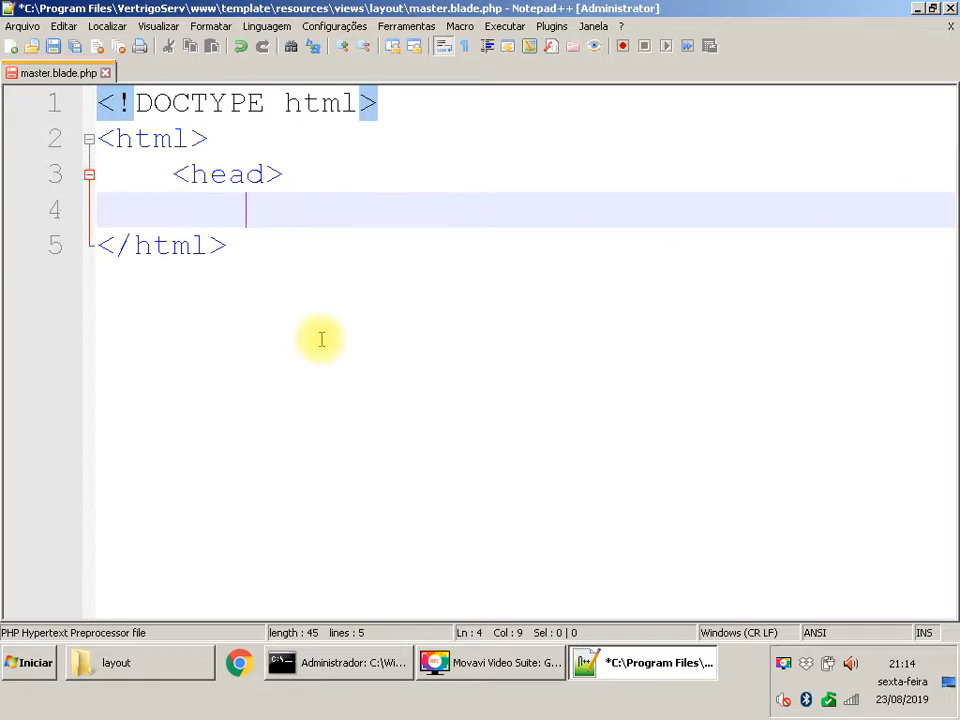 *C:\Program Files\VertrigoServ\www\template\resources\views\layout\master.blade.php - Notepad++ [Administrator]
Arquivo Editar Localizar Visualizar Formatar Linguagem Configurações Ferramentas Macro Executar Plugins Janela ? X
master.blade.php
1 <!DOCTYPE html>
2 <html>
3 <head>
4
5 </html>
PHP Hypertext Preprocessor file length : 45 lines : 5 Ln : 4 Col : 9 Sel : 0 | 0 Windows (CR LF) ANSI INS
Iniciar layout Administrador: C:\Wi... Movavi Video Suite: G... *C:\Program Files\... 21:14
sexta-feira
23/08/2019